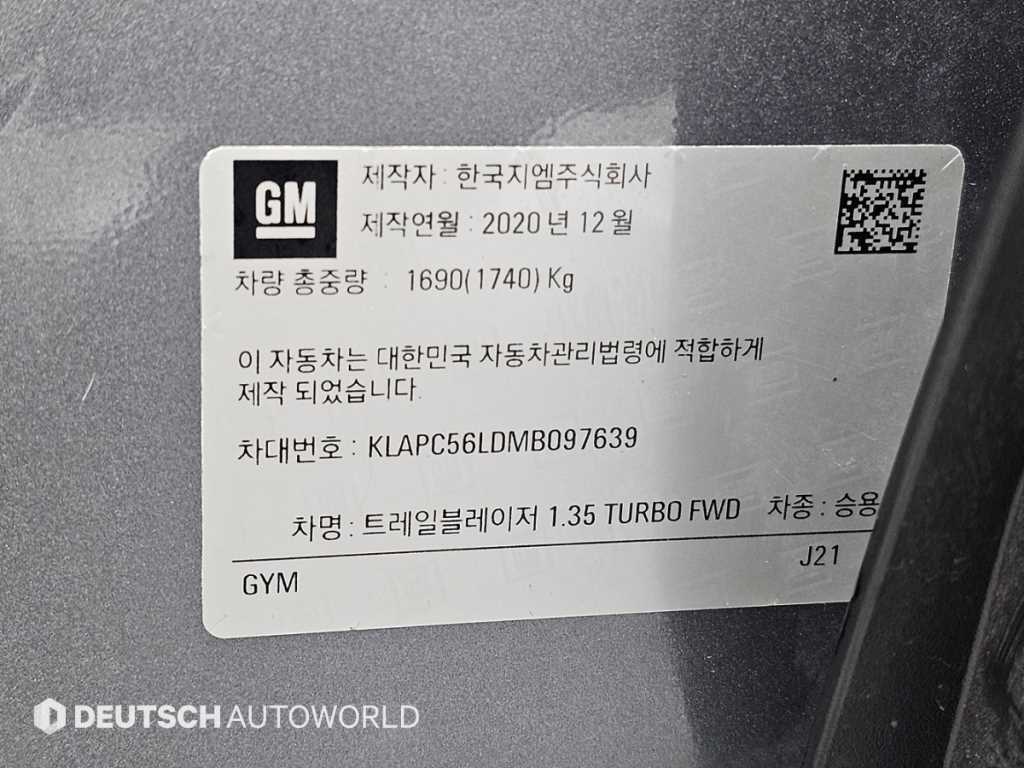 GM
제작자 : 한국지엠주식회사
제작연월 : 2020 년 12 월
차량 총중량 : 1690(1740) Kg
이 자동차는 대한민국 자동차관리법령에 적합하게
제작 되었습니다.
차대번호 : KLAPC56LDMB097639
차명 : 트레일블레이저 1.35 TURBO FWD 차종 : 승용
GYM J21
DEUTSCH AUTOWORLD